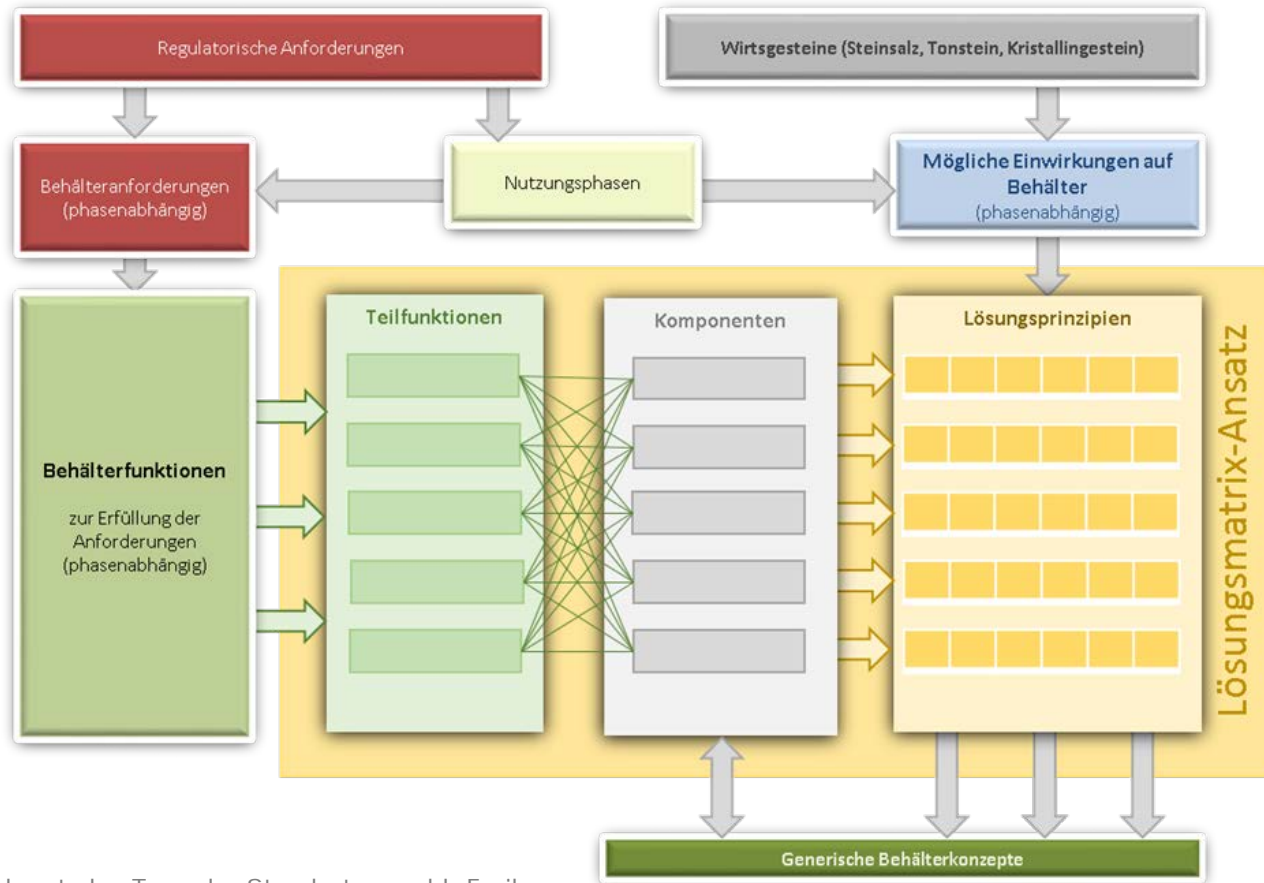 Regulatorische Anforderungen
Wirtsgesteine (Steinsalz, Tonstein, Kristallingestein)
Behälteranforderungen
(phasenabhängig)
Nutzungsphasen
Mögliche Einwirkungen auf
Behälter
(phasenabhängig)
Behälterfunktionen
zur Erfüllung der
Anforderungen
(phasenabhängig)
Teilfunktionen
Komponenten
Lösungsprinzipien
Lösungsmatrix-Ansatz
Generische Behälterkonzepte